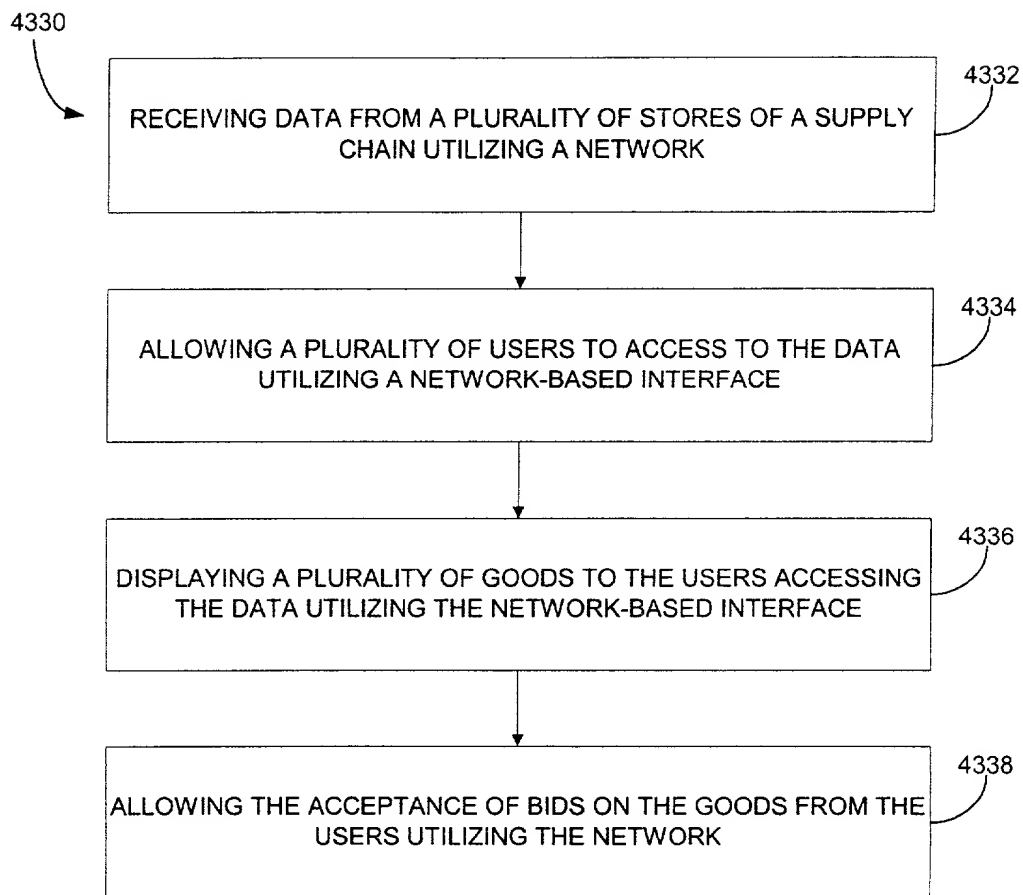 4330
4332
RECEIVING DATA FROM A PLURALITY OF STORES OF A SUPPLY
CHAIN UTILIZING A NETWORK
4334
ALLOWING A PLURALITY OF USERS TO ACCESS TO THE DATA
UTILIZING A NETWORK-BASED INTERFACE
4336
DISPLAYING A PLURALITY OF GOODS TO THE USERS ACCESSING
THE DATA UTILIZING THE NETWORK-BASED INTERFACE
4338
ALLOWING THE ACCEPTANCE OF BIDS ON THE GOODS FROM THE
USERS UTILIZING THE NETWORK